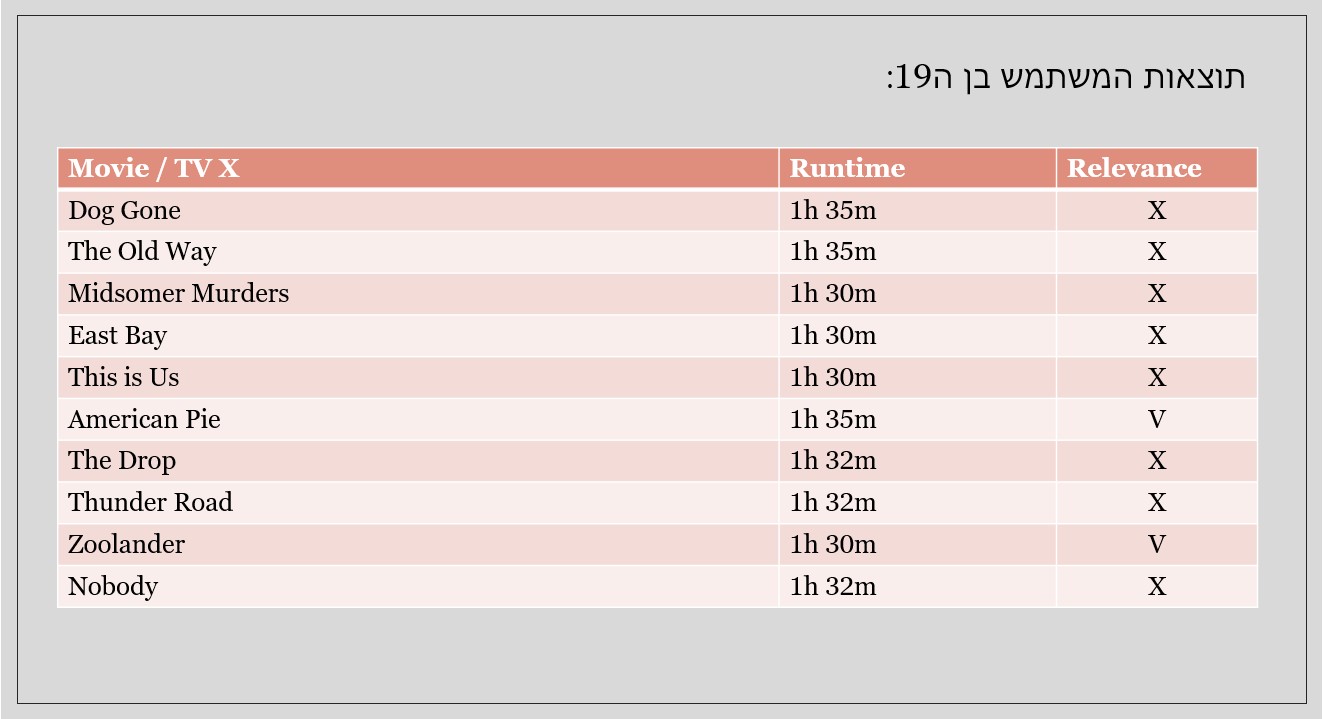 תוצאות המשתמש בן ה19:
Movie / TV X Runtime Relevance
Dog Gone 1h 35m X
The Old Way 1h 35m X
Midsomer Murders 1h 30m X
East Bay 1h 30m X
This is Us 1h 30m X
American Pie 1h 35m V
The Drop 1h 32m X
Thunder Road 1h 32m X
Zoolander 1h 30m V
Nobody 1h 32m X